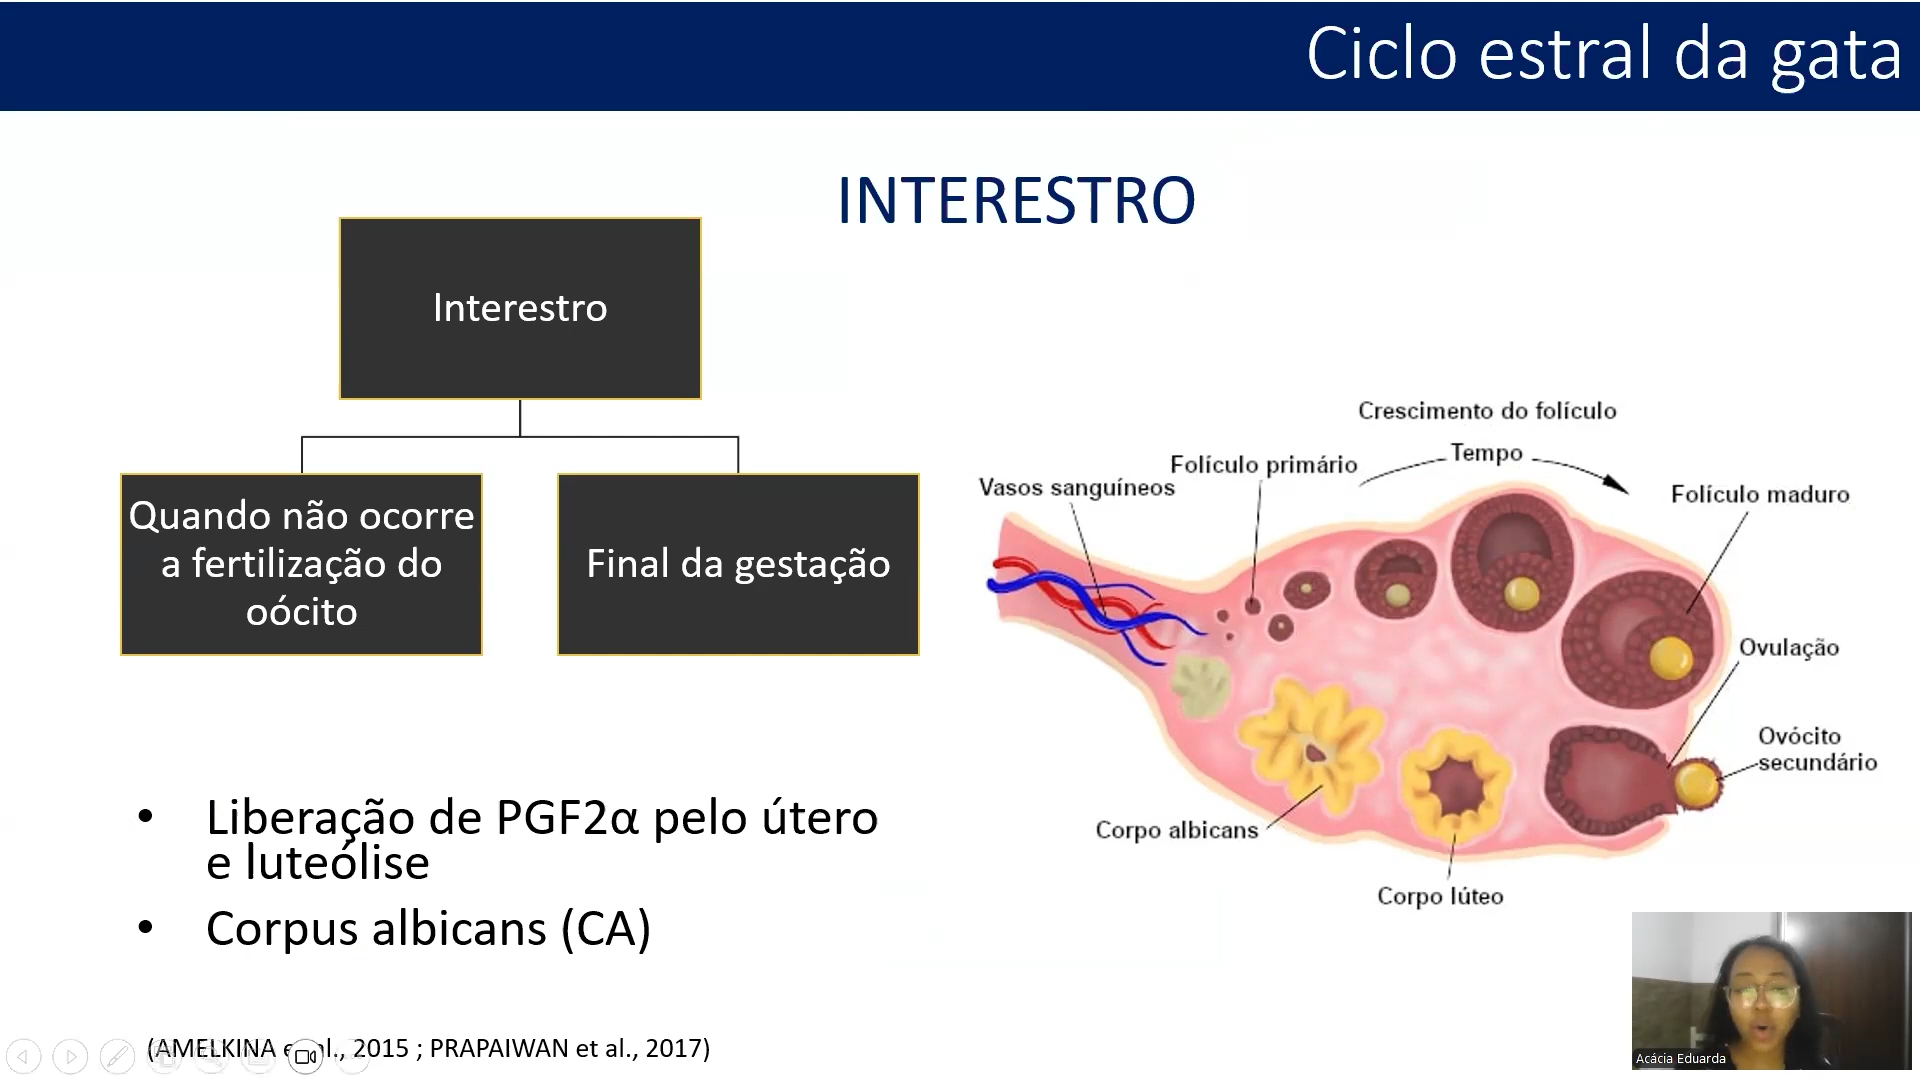 Ciclo estral da gata
INTERESTRO
Interestro
Quando não ocorre
a fertilização do
oócito
Final da gestação
• Liberação de PGF2α pelo útero
e luteólise
• Corpus albicans (CA)
Crescimento do folículo
Tempo
Folículo primário
Vasos sanguíneos
Folículo maduro
Ovulação
Ovócito
secundário
Corpo albicans
Corpo lúteo
(AMELKINA et al., 2015 ; PRAPAIWAN et al., 2017)
Acácia Eduarda